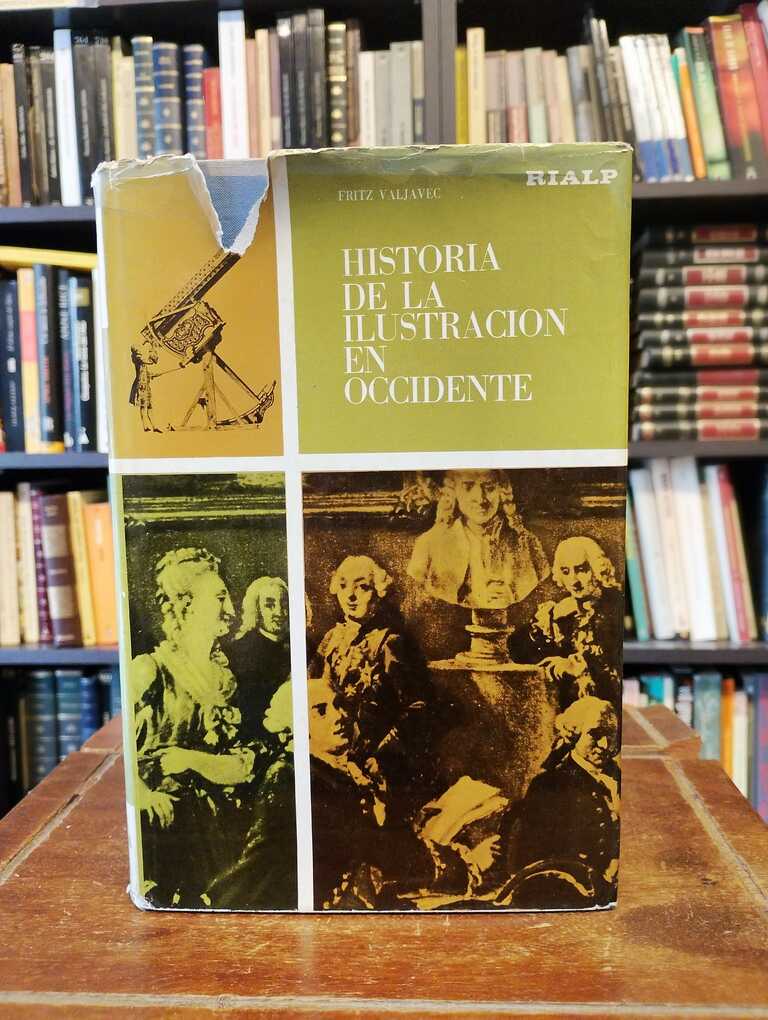 RIALP
FRITZ VALJAVEC
HISTORIA
DE LA
ILUSTRACION
EN
OCCIDENTE